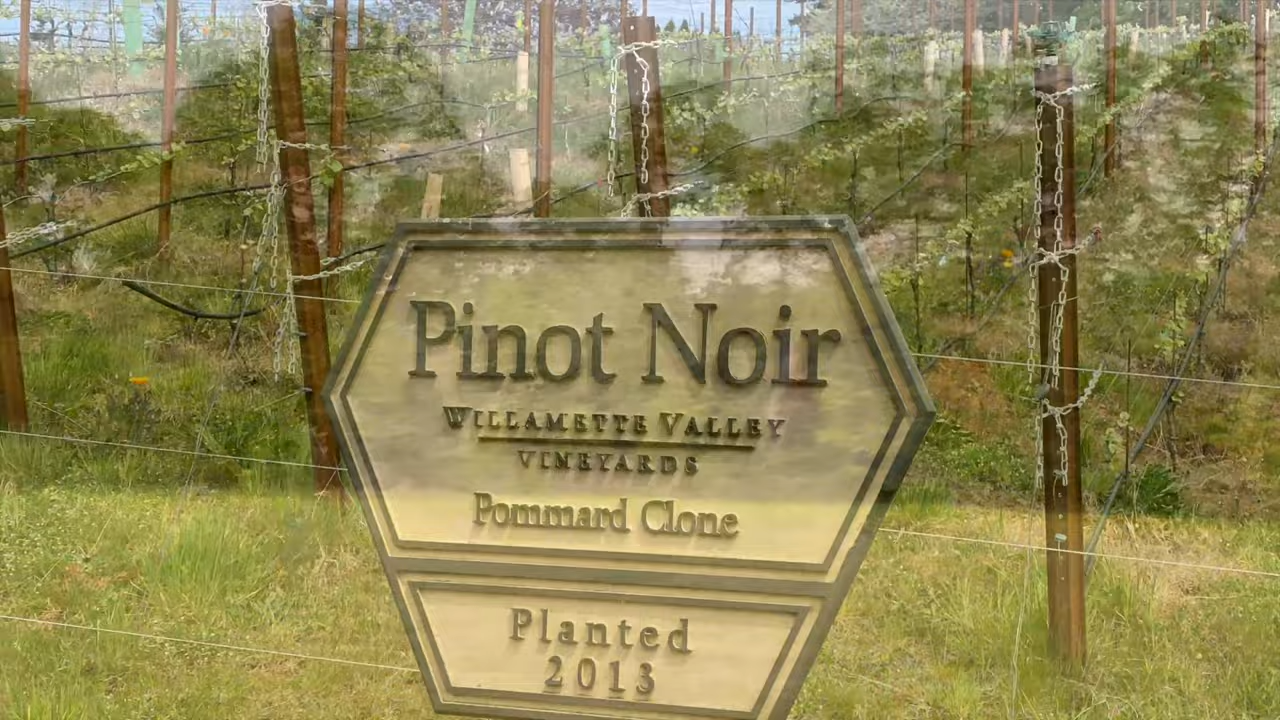 Pinot Noir
WILLAMETTE VALLEY
VINEYARDS
Pommard Clone
Planted
2013